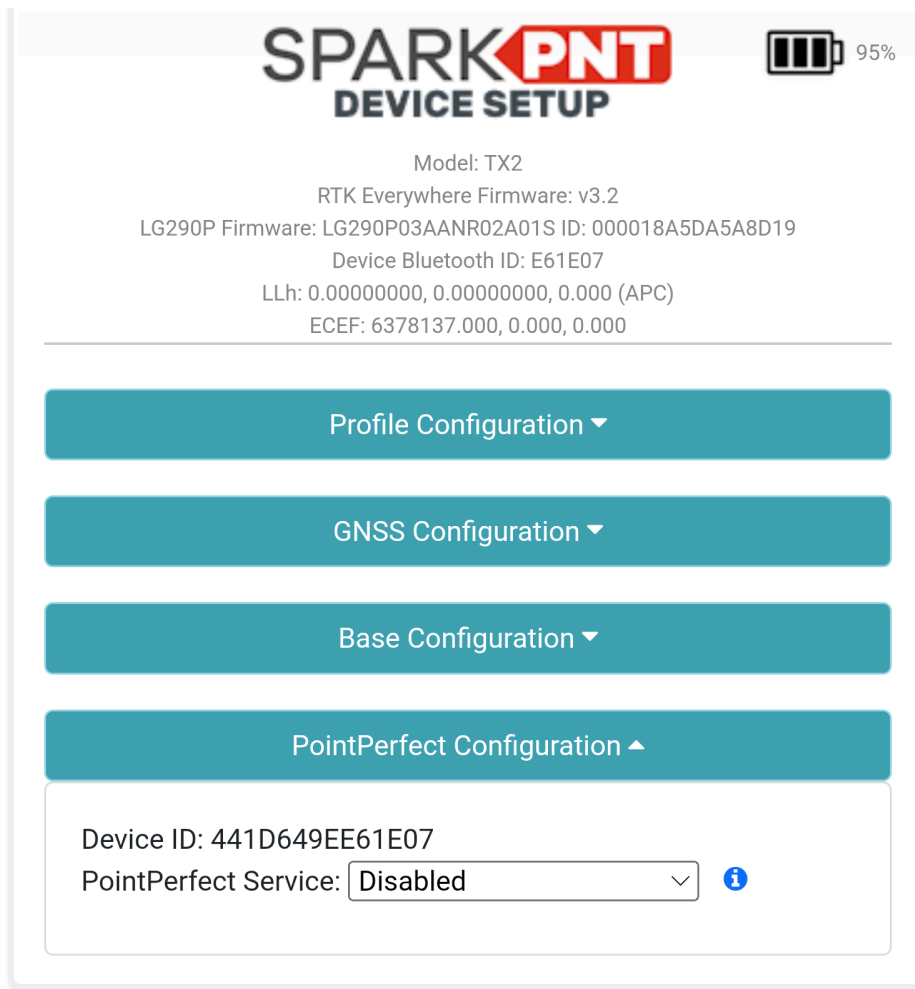 SPARK PNT
95%
DEVICE SETUP
Model: TX2
RTK Everywhere Firmware: v3.2
LG290P Firmware: LG290P03AANR02A01S ID: 000018A5DA5A8D19
Device Bluetooth ID: E61E07
LLh: 0.00000000, 0.00000000, 0.000 (APC)
ECEF: 6378137.000, 0.000, 0.000
Profile Configuration
GNSS Configuration
Base Configuration
PointPerfect Configuration
Device ID: 441D649EE61E07
PointPerfect Service: Disabled